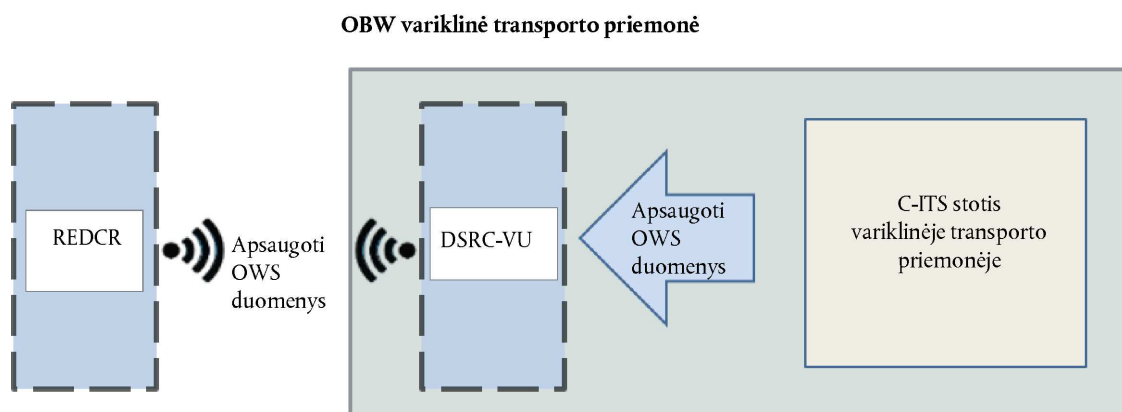 OBW variklinė transporto priemonė
REDCR
Apsaugoti
OWS
duomenys
DSRC-VU
Apsaugoti
OWS
duomenys
C-ITS stotis
variklinėje transporto
priemonėje